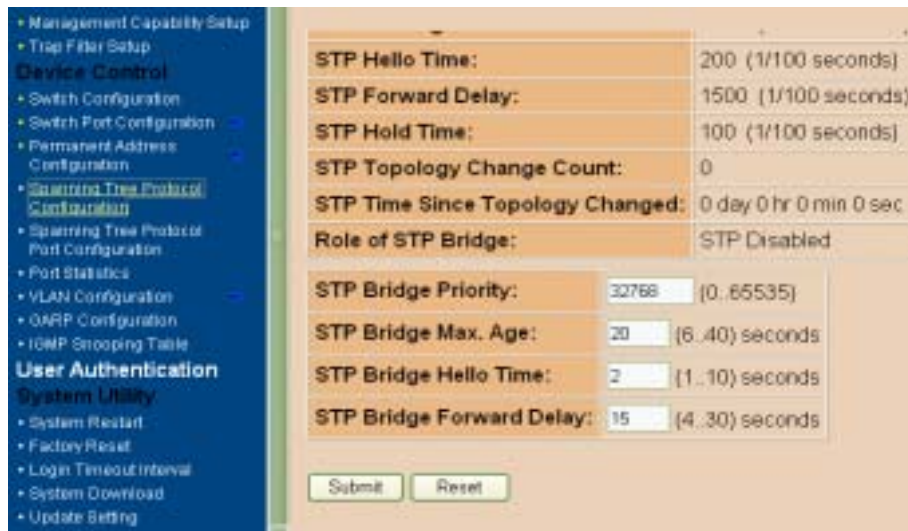 Management Capability Setup
Trap Filter Setup
Device Control
Switch Configuration
Switch Port Configuration
Permanent Address
Configuration
Spanning Tree Protocol
Configuration
Spanning Tree Protocol
Port Configuration
Port Statistics
VLAN Configuration
GARP Configuration
IGMP Snooping Table
User Authentication
System Utility
System Restart
Factory Reset
Login Timeout Interval
System Download
Update Setting
STP Hello Time: 200 (1/100 seconds)
STP Forward Delay: 1500 (1/100 seconds)
STP Hold Time: 100 (1/100 seconds)
STP Topology Change Count: 0
STP Time Since Topology Changed: 0 day 0 hr 0 min 0 sec
Role of STP Bridge: STP Disabled
STP Bridge Priority: 32768 (0..65535)
STP Bridge Max. Age: 20 (6..40) seconds
STP Bridge Hello Time: 2 (1..10) seconds
STP Bridge Forward Delay: 15 (4..30) seconds
Submit Reset